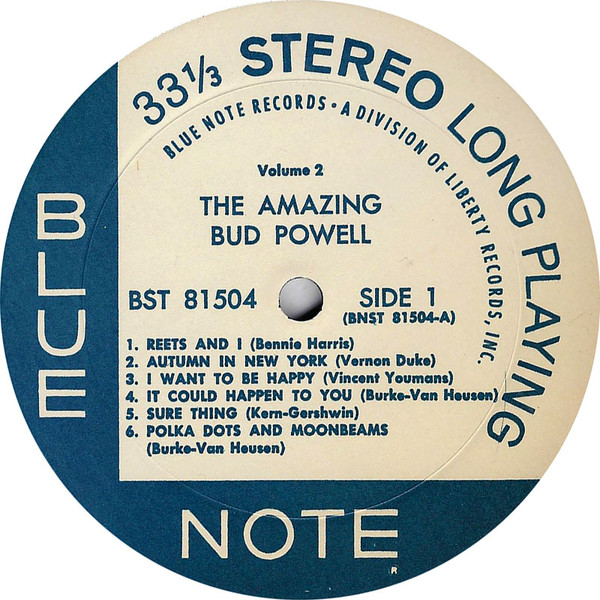 33⅓ STEREO LONG PLAYING
BLUE NOTE RECORDS • A DIVISION OF LIBERTY RECORDS, INC.
Volume 2
THE AMAZING
BUD POWELL
BST 81504
SIDE 1
(BNST 81504-A)
1. REETS AND I (Bennie Harris)
2. AUTUMN IN NEW YORK (Vernon Duke)
3. I WANT TO BE HAPPY (Vincent Youmans)
4. IT COULD HAPPEN TO YOU (Burke-Van Heusen)
5. SURE THING (Kern-Gershwin)
6. POLKA DOTS AND MOONBEAMS
(Burke-Van Heusen)
BLUE
NOTE
R